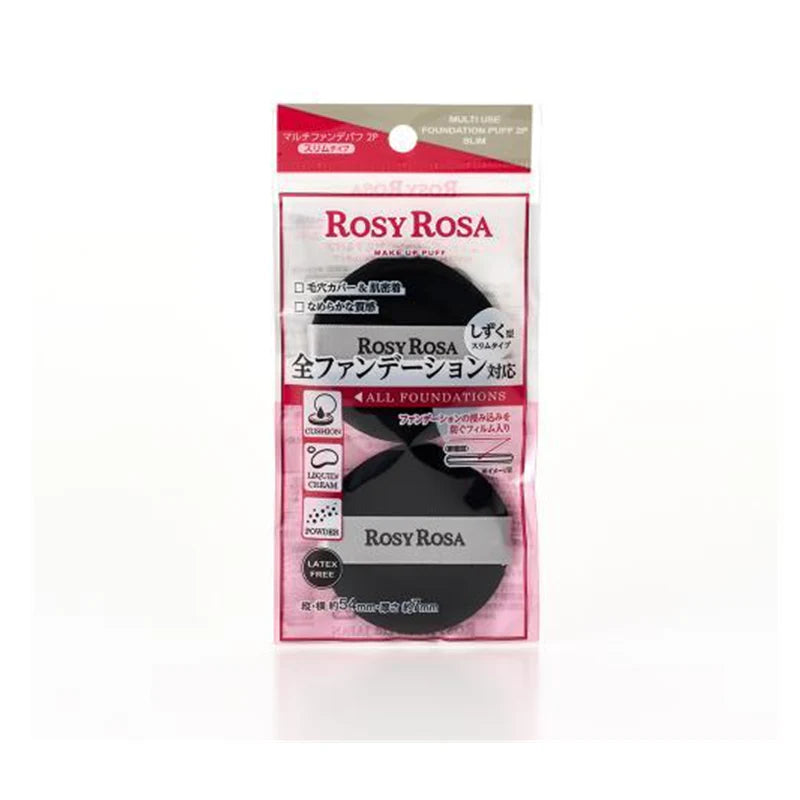 マルチファンデパフ 2P
スリムタイプ
MULTI USE
FOUNDATION PUFF 2P
SLIM
ROSY ROSA
MAKE UP PUFF
□ 毛穴カバー&肌密着
□ なめらかな質感
しずく型
スリムタイプ
ROSY ROSA
全ファンデーション対応
◀ALL FOUNDATIONS
CUSHION
ファンデーションの揉み込みを
防ぐフィルム入り
LIQUID/
CREAM
POWDER
ROSY ROSA
LATEX
FREE
縦・横 約54mm・厚さ 約7mm